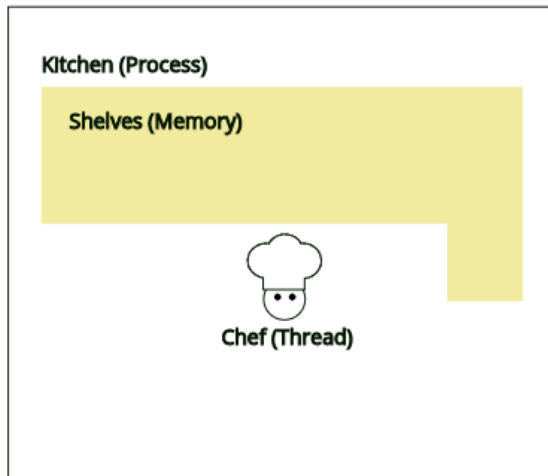 Kitchen (Process)
Shelves (Memory)
Chef (Thread)